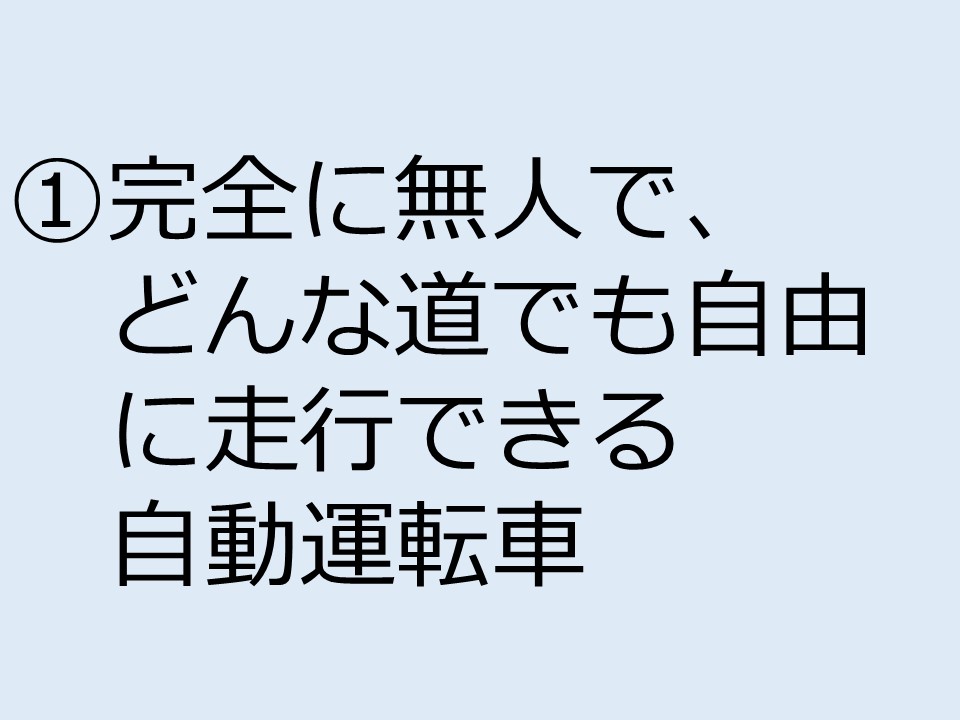 ①完全に無人で、
どんな道でも自由
に走行できる
自動運転車